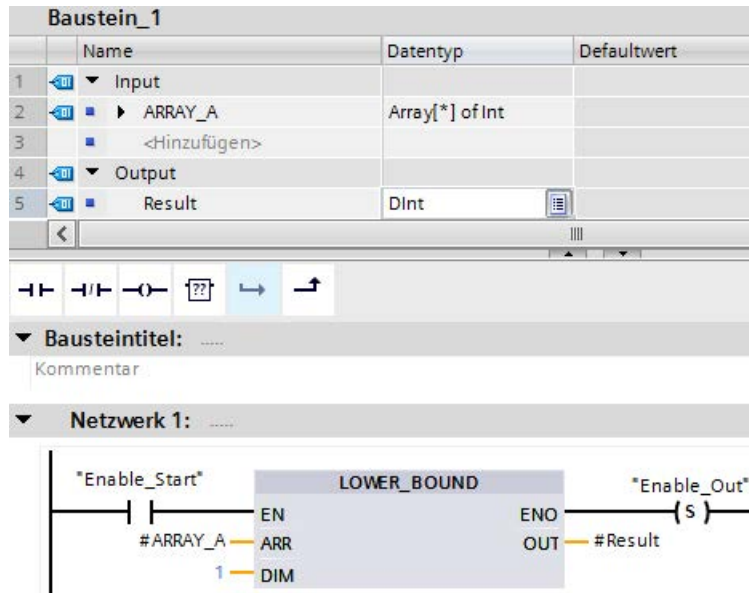 Baustein_1
Name Datentyp Defaultwert
1 Input
2 ARRAY_A Array[*] of Int
3 <Hinzufügen>
4 Output
5 Result DInt
??
Bausteintitel: .....
Kommentar
Netzwerk 1: .....
"Enable_Start" LOWER_BOUND "Enable_Out"
EN ENO S
#ARRAY_A ARR OUT #Result
1 DIM